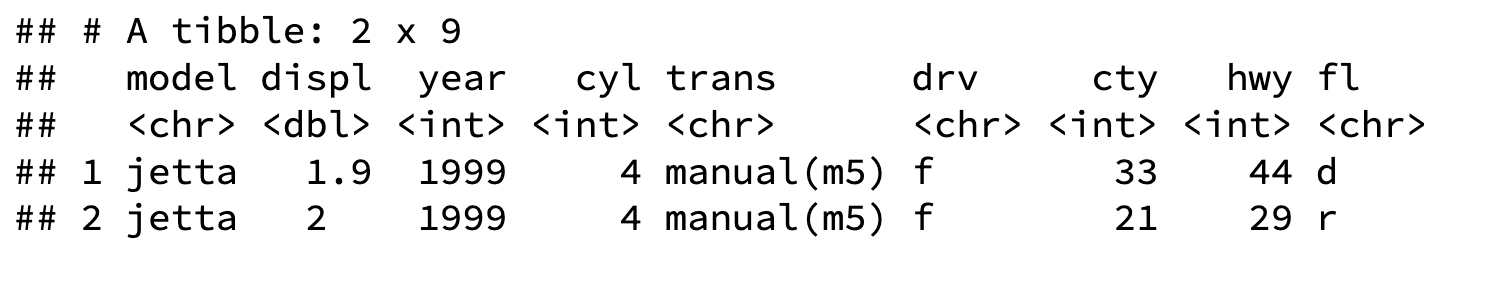 ## # A tibble: 2 x 9
##   model displ  year   cyl trans      drv     cty   hwy fl
##   <chr> <dbl> <int> <int> <chr>      <chr> <int> <int> <chr>
## 1 jetta   1.9  1999     4 manual(m5) f        33    44 d
## 2 jetta   2    1999     4 manual(m5) f        21    29 r